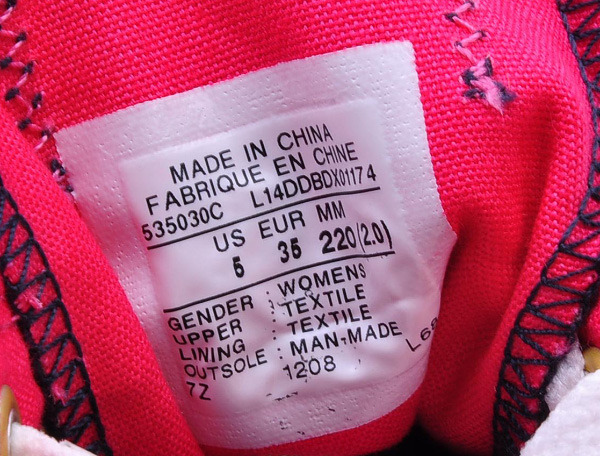 MADE IN CHINA
FABRIQUE EN CHINE
535030C L14DDBDX01174
US EUR MM
5 35 220(2.0)
GENDER : WOMENS
UPPER : TEXTILE
LINING : TEXTILE
OUTSOLE : MAN-MADE
7Z 1208